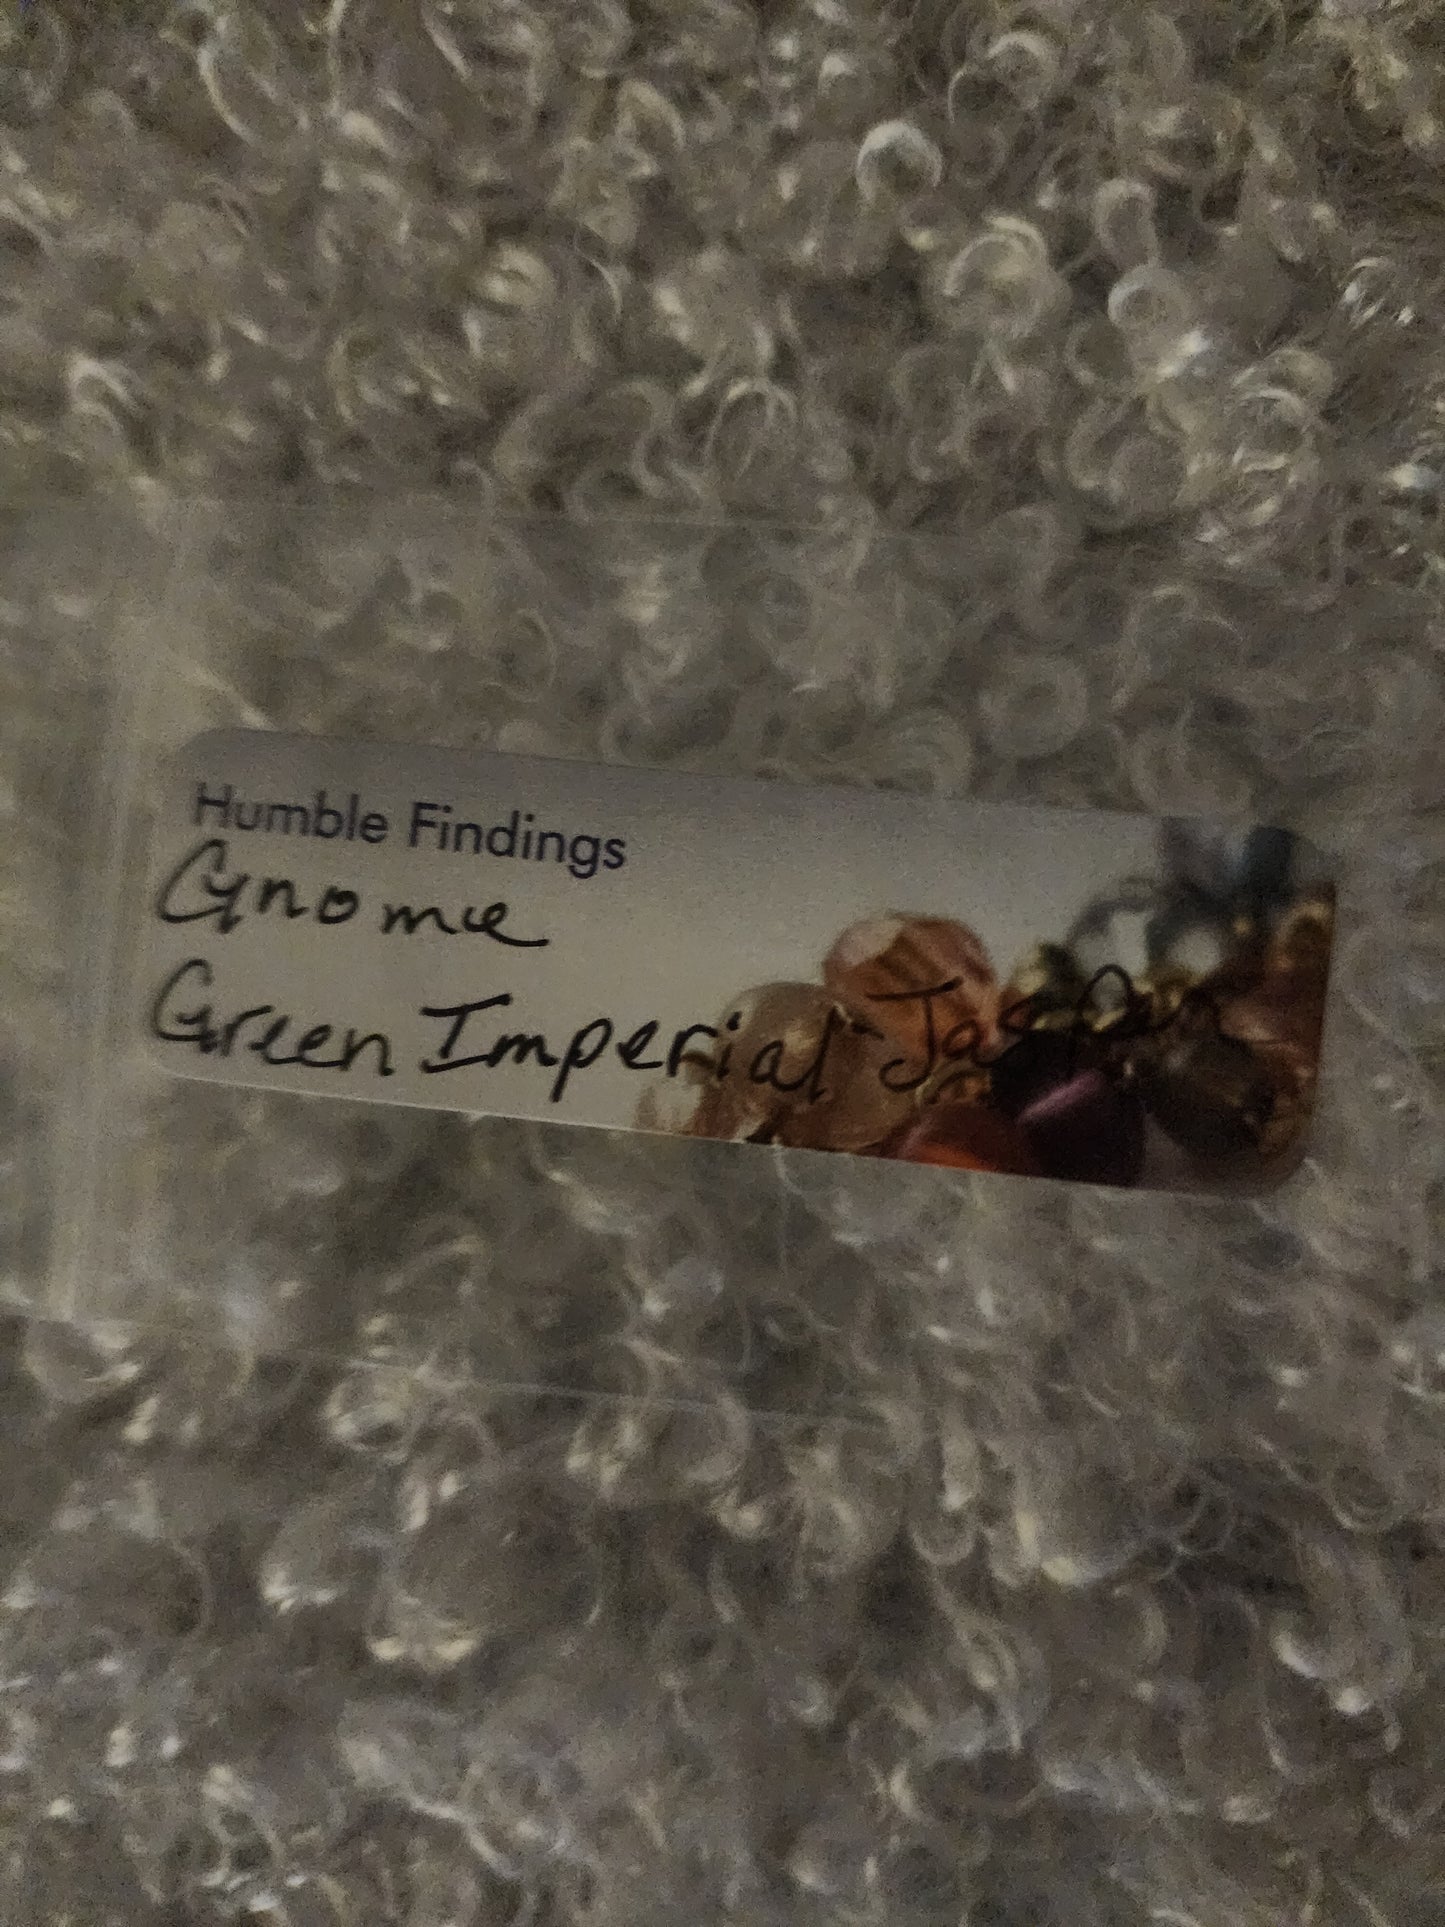 Humble Findings
Gnome
Green Imperial Jasper